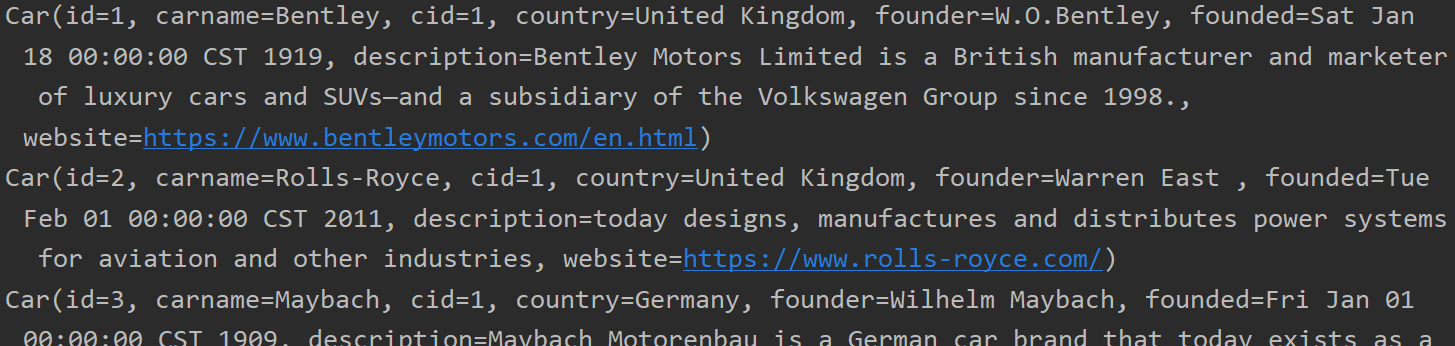 Car(id=1, carname=Bentley, cid=1, country=United Kingdom, founder=W.O.Bentley, founded=Sat Jan
18 00:00:00 CST 1919, description=Bentley Motors Limited is a British manufacturer and marketer
of luxury cars and SUVs—and a subsidiary of the Volkswagen Group since 1998.,
website=https://www.bentleymotors.com/en.html)
Car(id=2, carname=Rolls-Royce, cid=1, country=United Kingdom, founder=Warren East , founded=Tue
Feb 01 00:00:00 CST 2011, description=today designs, manufactures and distributes power systems
for aviation and other industries, website=https://www.rolls-royce.com/)
Car(id=3, carname=Maybach, cid=1, country=Germany, founder=Wilhelm Maybach, founded=Fri Jan 01
00:00:00 CST 1909, description=Maybach Motorenbau is a German car brand that today exists as a